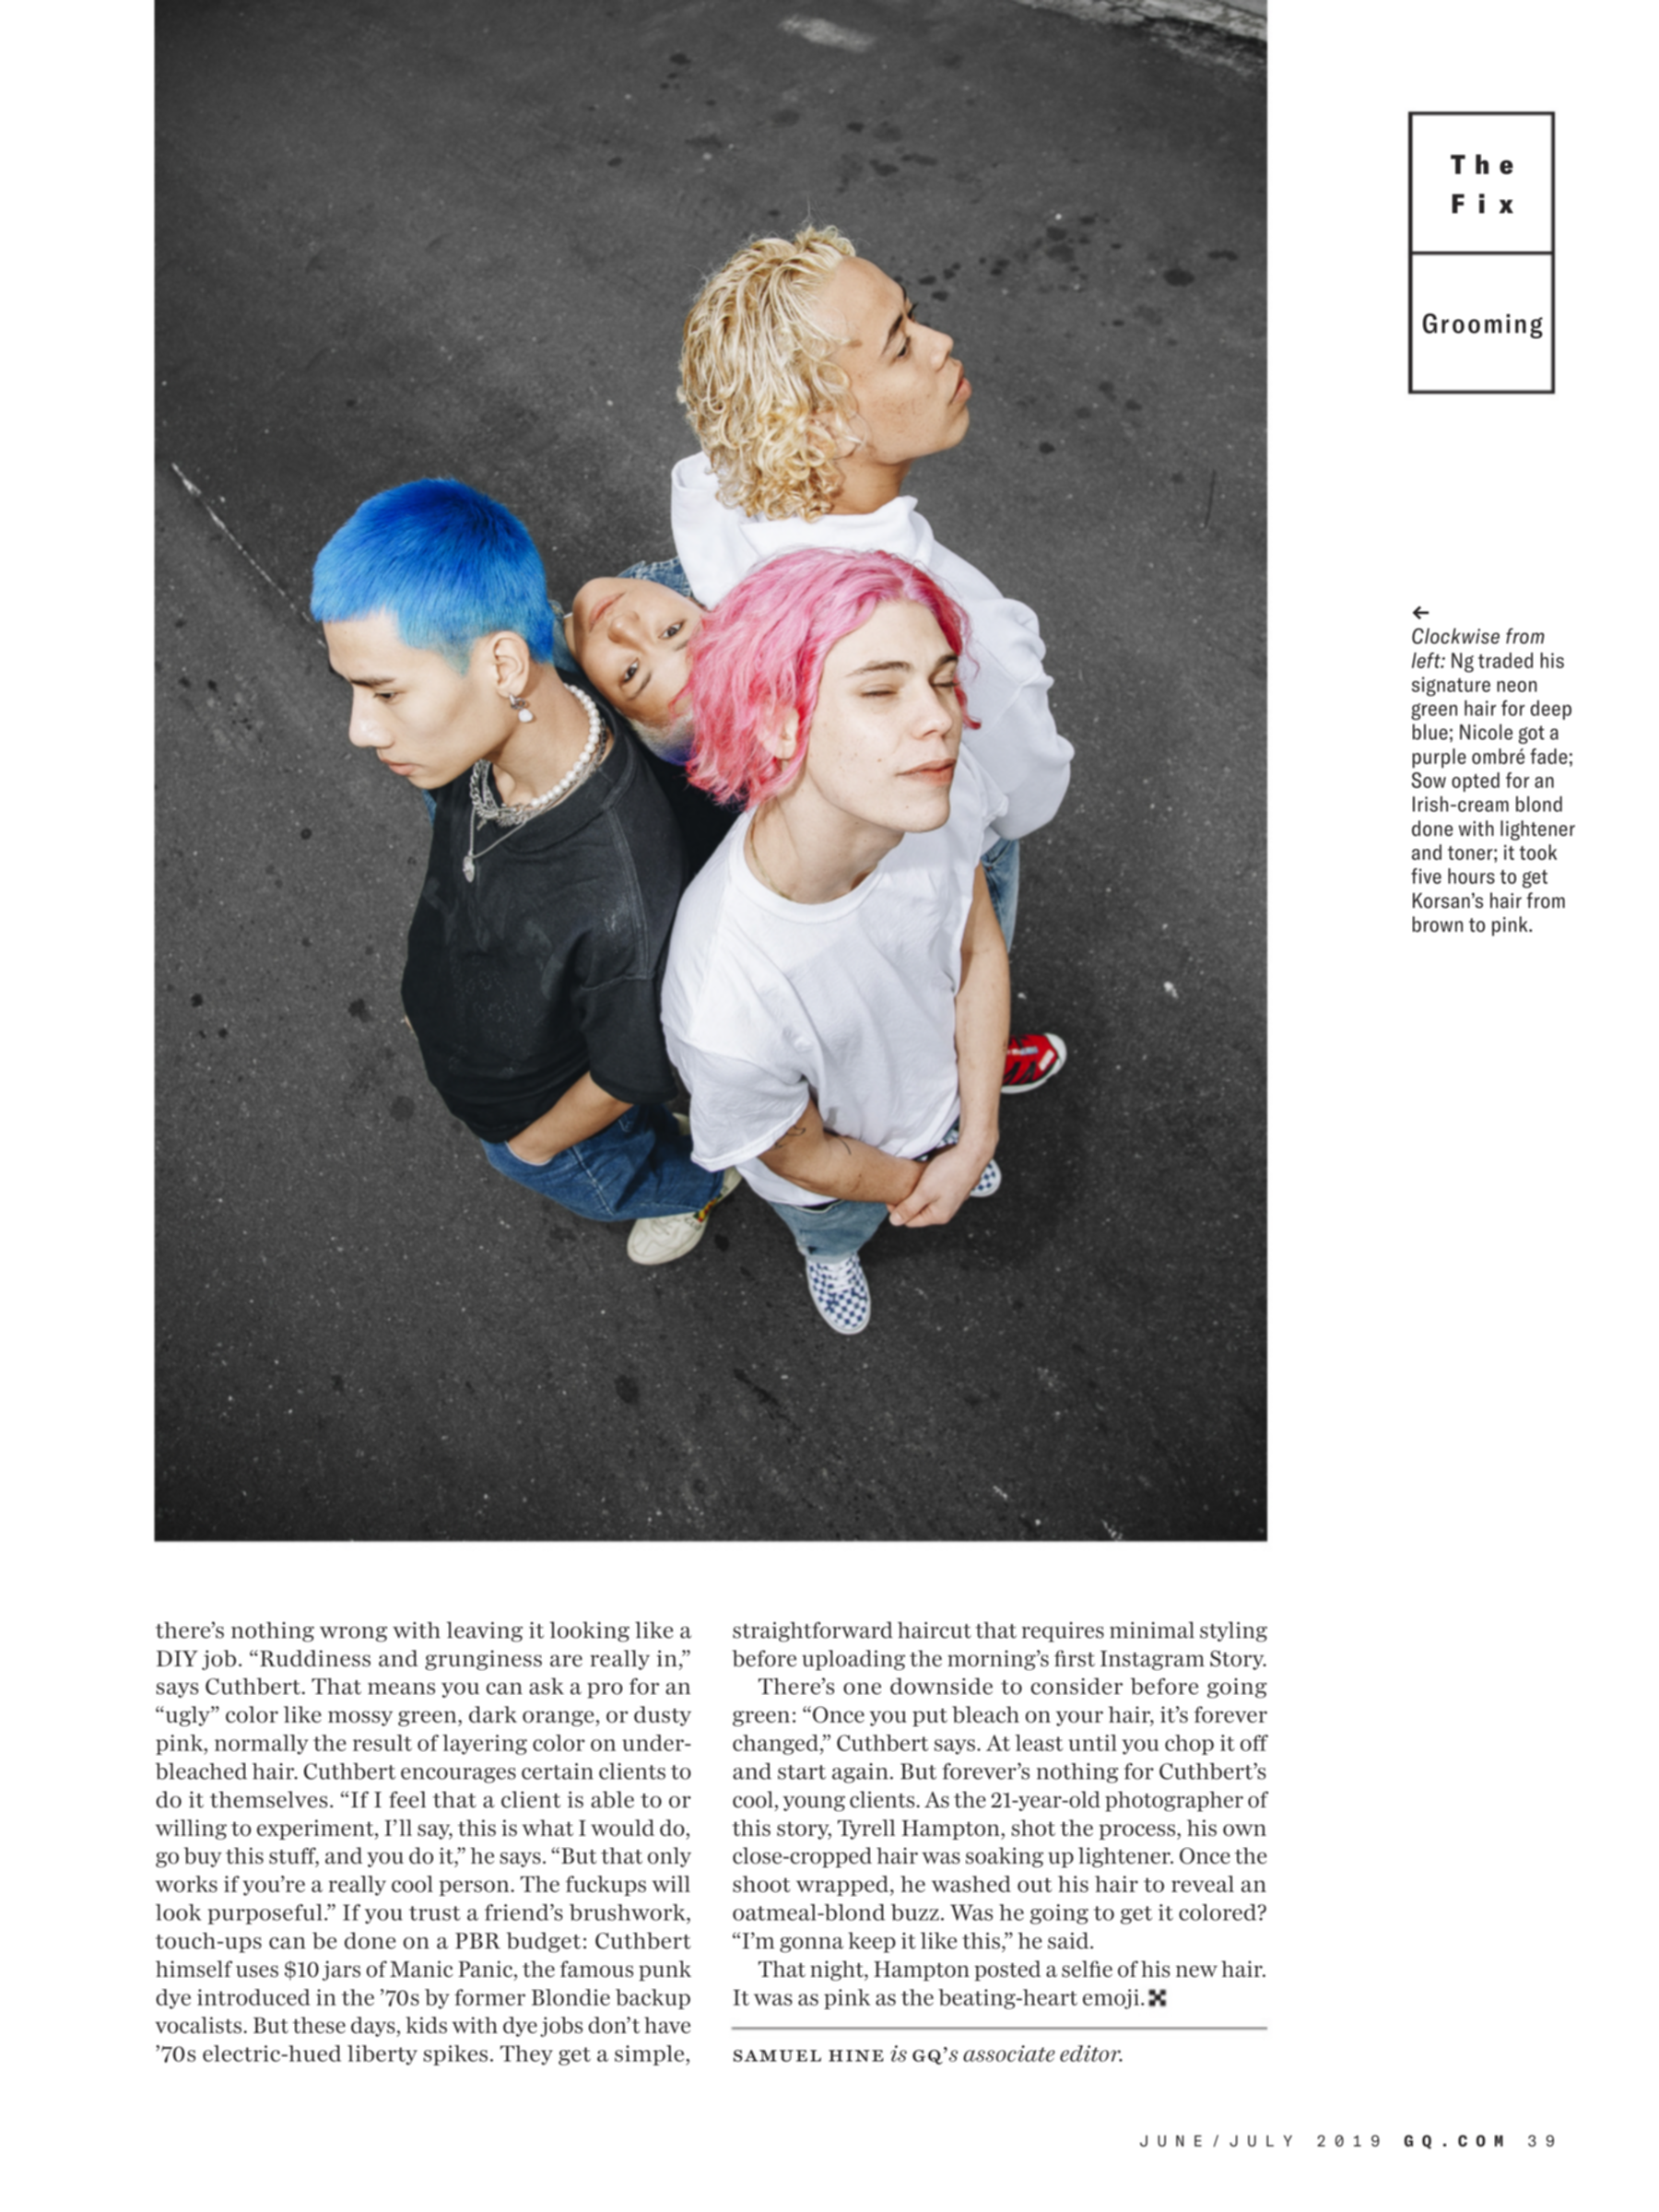 The
Fix
Grooming
←
Clockwise from
left: Ng traded his
signature neon
green hair for deep
blue; Nicole got a
purple ombré fade;
Sow opted for an
Irish-cream blond
done with lightener
and toner; it took
five hours to get
Korsan’s hair from
brown to pink.
there’s nothing wrong with leaving it looking like a
DIY job. “Ruddiness and grunginess are really in,”
says Cuthbert. That means you can ask a pro for an
“ugly” color like mossy green, dark orange, or dusty
pink, normally the result of layering color on under-
bleached hair. Cuthbert encourages certain clients to
do it themselves. “If I feel that a client is able to or
willing to experiment, I’ll say, this is what I would do,
go buy this stuff, and you do it,” he says. “But that only
works if you’re a really cool person. The fuckups will
look purposeful.” If you trust a friend’s brushwork,
touch-ups can be done on a PBR budget: Cuthbert
himself uses $10 jars of Manic Panic, the famous punk
dye introduced in the ’70s by former Blondie backup
vocalists. But these days, kids with dye jobs don’t have
’70s electric-hued liberty spikes. They get a simple,
straightforward haircut that requires minimal styling
before uploading the morning’s first Instagram Story.
There’s one downside to consider before going
green: “Once you put bleach on your hair, it’s forever
changed,” Cuthbert says. At least until you chop it off
and start again. But forever’s nothing for Cuthbert’s
cool, young clients. As the 21-year-old photographer of
this story, Tyrell Hampton, shot the process, his own
close-cropped hair was soaking up lightener. Once the
shoot wrapped, he washed out his hair to reveal an
oatmeal-blond buzz. Was he going to get it colored?
“I’m gonna keep it like this,” he said.
That night, Hampton posted a selfie of his new hair.
It was as pink as the beating-heart emoji.
SAMUEL HINE is GQ’s associate editor.
JUNE/JULY 2019 GQ.COM 39